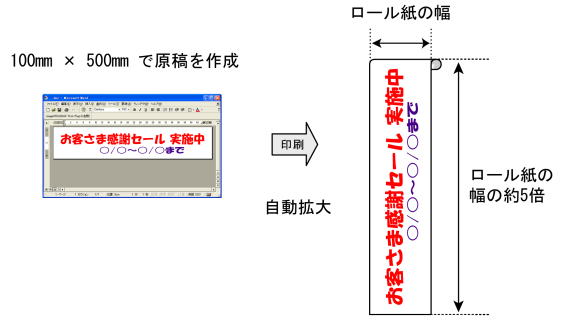 ロール紙の幅
100mm × 500mm で原稿を作成
お客さま感謝セール 実施中
○/○～○/○まで
印刷
自動拡大
お客さま感謝セール 実施中
○/○～○/○まで
ロール紙の
幅の約5倍